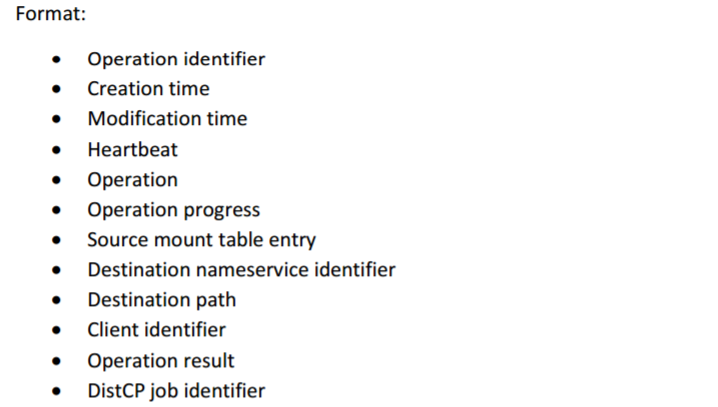 Format:
• Operation identifier
• Creation time
• Modification time
• Heartbeat
• Operation
• Operation progress
• Source mount table entry
• Destination nameservice identifier
• Destination path
• Client identifier
• Operation result
• DistCP job identifier